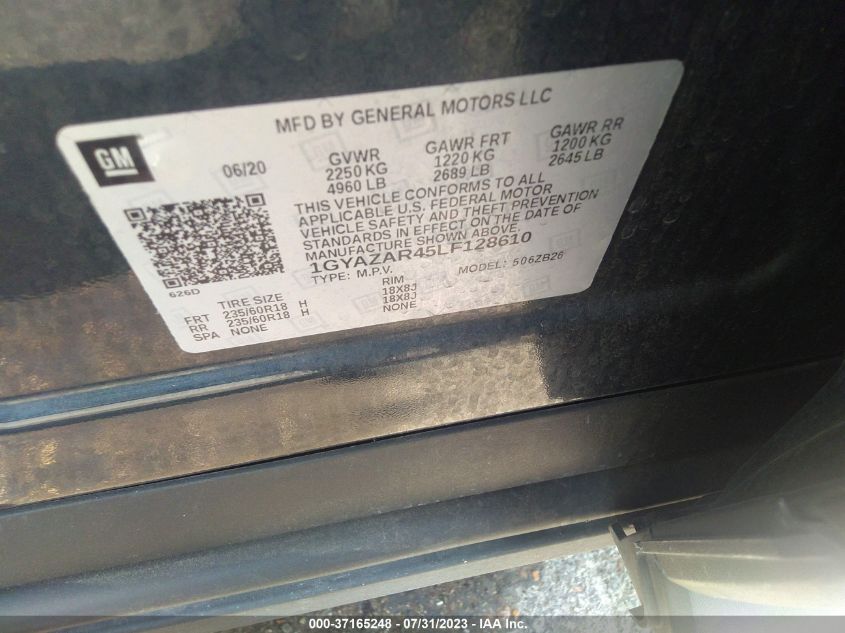 MFD BY GENERAL MOTORS LLC
GM
06/20
GVWR GAWR FRT GAWR RR
2250 KG 1220 KG 1200 KG
4960 LB 2689 LB 2645 LB
THIS VEHICLE CONFORMS TO ALL
APPLICABLE U.S. FEDERAL MOTOR
VEHICLE SAFETY AND THEFT PREVENTION
STANDARDS IN EFFECT ON THE DATE OF
MANUFACTURE SHOWN ABOVE.
1GYAZAR45LF128610
TYPE: M.P.V. MODEL: 506ZB26
626D
TIRE SIZE RIM
FRT 235/60R18 H 18X8J
RR 235/60R18 H 18X8J
SPA NONE NONE
000-37165248 - 07/31/2023 - IAA Inc.